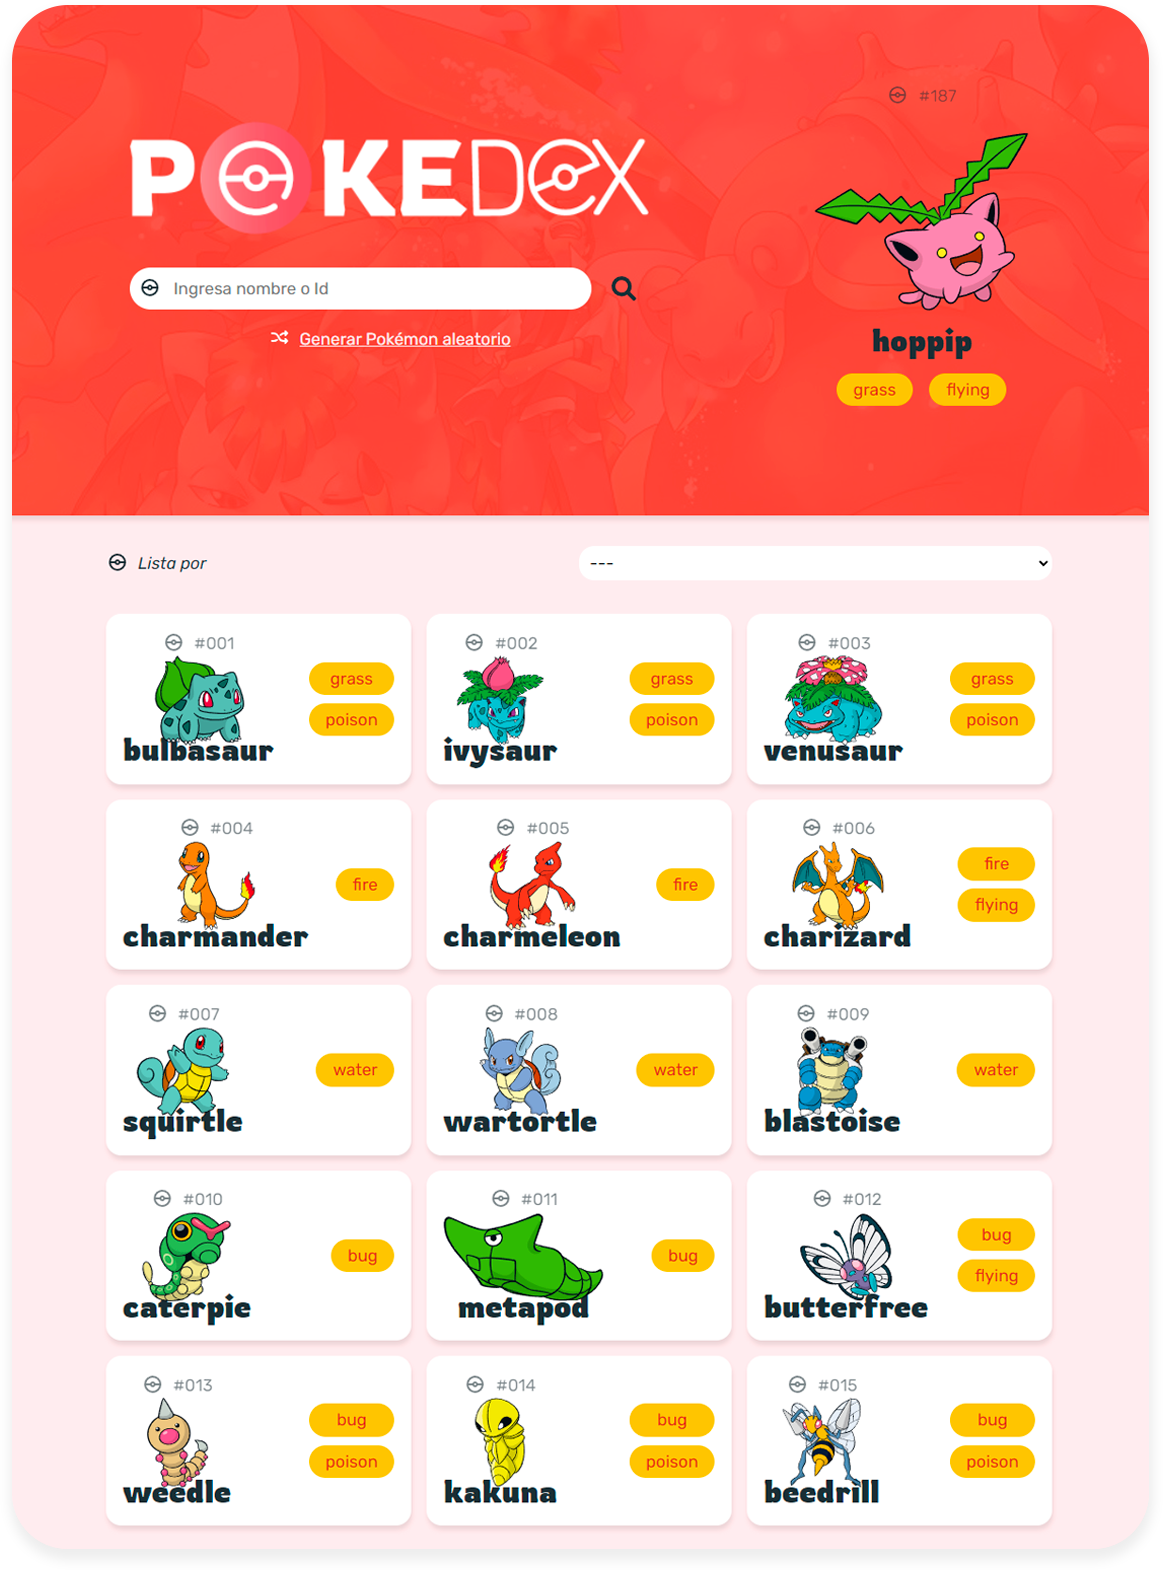 POKEDEX
Ingresa nombre o Id
Generar Pokémon aleatorio
#187
hoppip
grass flying
Lista por
---
#001
grass
poison
bulbasaur
#002
grass
poison
ivysaur
#003
grass
poison
venusaur
#004
fire
charmander
#005
fire
charmeleon
#006
fire
flying
charizard
#007
water
squirtle
#008
water
wartortle
#009
water
blastoise
#010
bug
caterpie
#011
bug
metapod
#012
bug
flying
butterfree
#013
bug
poison
weedle
#014
bug
poison
kakuna
#015
bug
poison
beedrill